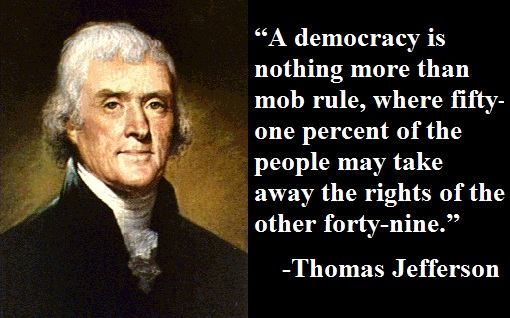 “A democracy is
nothing more than
mob rule, where fifty-
one percent of the
people may take
away the rights of the
other forty-nine.”
-Thomas Jefferson